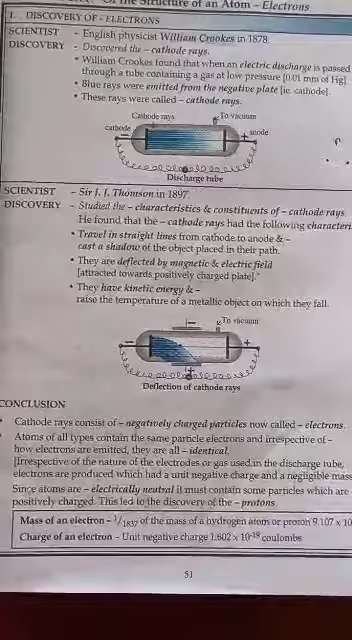 Of the Structure of an Atom – Electrons
1. DISCOVERY OF - ELECTRONS
SCIENTIST – English physicist William Crookes in 1878.
DISCOVERY – Discovered the – cathode rays.
• William Crookes found that when an electric discharge is passed
through a tube containing a gas at low pressure [0.01 mm of Hg]
• Blue rays were emitted from the negative plate [ie. cathode].
• These rays were called – cathode rays.
Cathode rays To vacuum
cathode anode
– +
Discharge tube
SCIENTIST – Sir J. J. Thomson in 1897.
DISCOVERY – Studied the – characteristics & constituents of – cathode rays
He found that the – cathode rays had the following characteri
• Travel in straight lines from cathode to anode & –
cast a shadow of the object placed in their path.
• They are deflected by magnetic & electric field
[attracted towards positively charged plate].
• They have kinetic energy & –
raise the temperature of a metallic object on which they fall.
To vacuum
– +
Deflection of cathode rays
CONCLUSION
• Cathode rays consist of – negatively charged particles now called – electrons.
• Atoms of all types contain the same particle electrons and irrespective of –
how electrons are emitted, they are all – identical.
[Irrespective of the nature of the electrodes or gas used in the discharge tube,
electrons are produced which had a unit negative charge and a negligible mass
Since atoms are – electrically neutral it must contain some particles which are
positively charged. This led to the discovery of the – protons
Mass of an electron – 1/1837 of the mass of a hydrogen atom or proton 9.107 x 10
Charge of an electron – Unit negative charge 1.602 x 10⁻¹⁹ coulombs
51